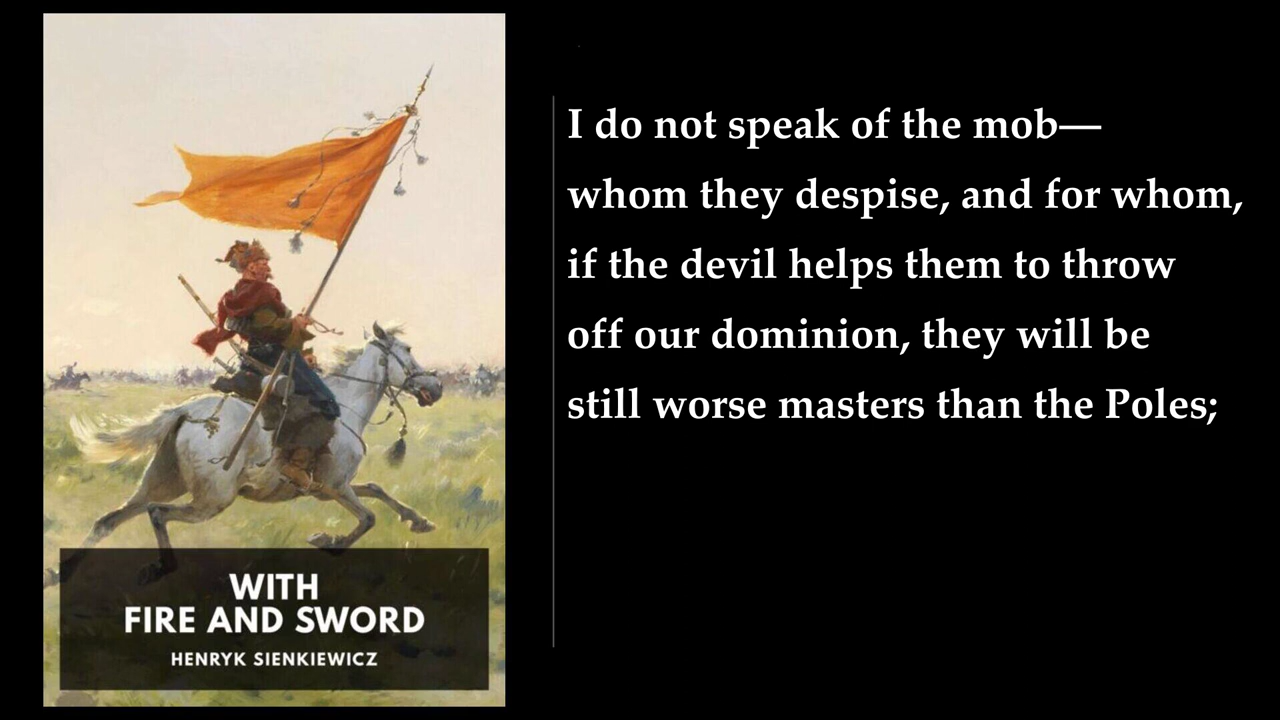 I do not speak of the mob—
whom they despise, and for whom,
if the devil helps them to throw
off our dominion, they will be
still worse masters than the Poles;
WITH
FIRE AND SWORD
HENRYK SIENKIEWICZ